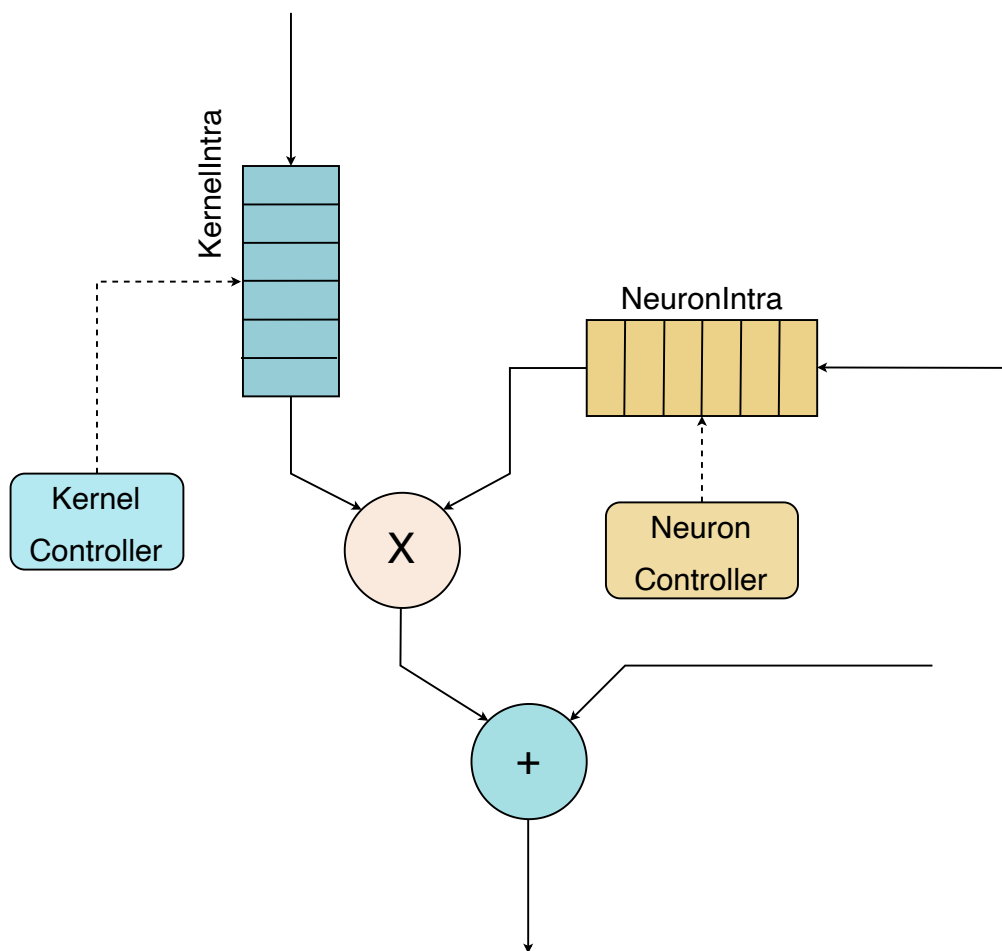 KernelIntra
NeuronIntra
Kernel
Controller
X
Neuron
Controller
+